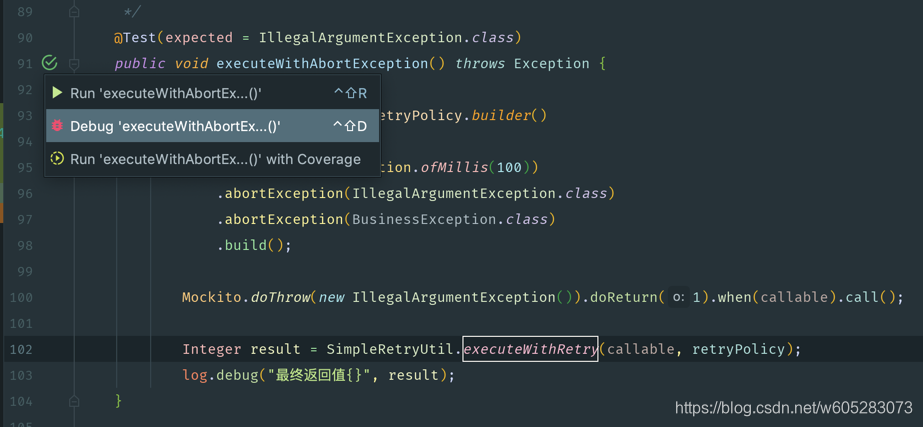 89 */
90 @Test(expected = IllegalArgumentException.class)
91 public void executeWithAbortException() throws Exception {
92
Run 'executeWithAbortEx...()' ^⇧R
93 etryPolicy.builder()
Debug 'executeWithAbortEx...()' ^⇧D
94
95 tion.ofMillis(100))
Run 'executeWithAbortEx...()' with Coverage
96 .abortException(IllegalArgumentException.class)
97 .abortException(BusinessException.class)
98 .build();
99
100 Mockito.doThrow(new IllegalArgumentException()).doReturn( o: 1).when(callable).call();
101
102 Integer result = SimpleRetryUtil.executeWithRetry(callable, retryPolicy);
103 log.debug("最终返回值{}", result);
104 }
https://blog.csdn.net/w605283073